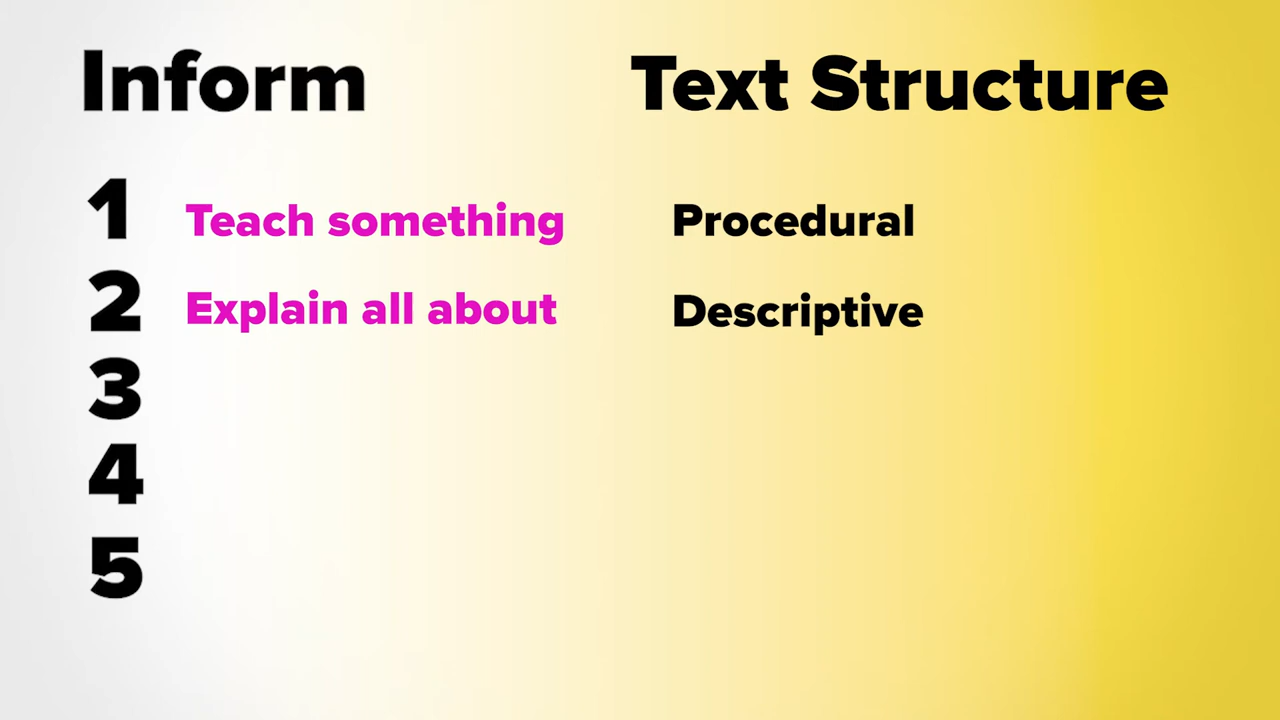 Inform Text Structure
1 Teach something Procedural
2 Explain all about Descriptive
3
4
5